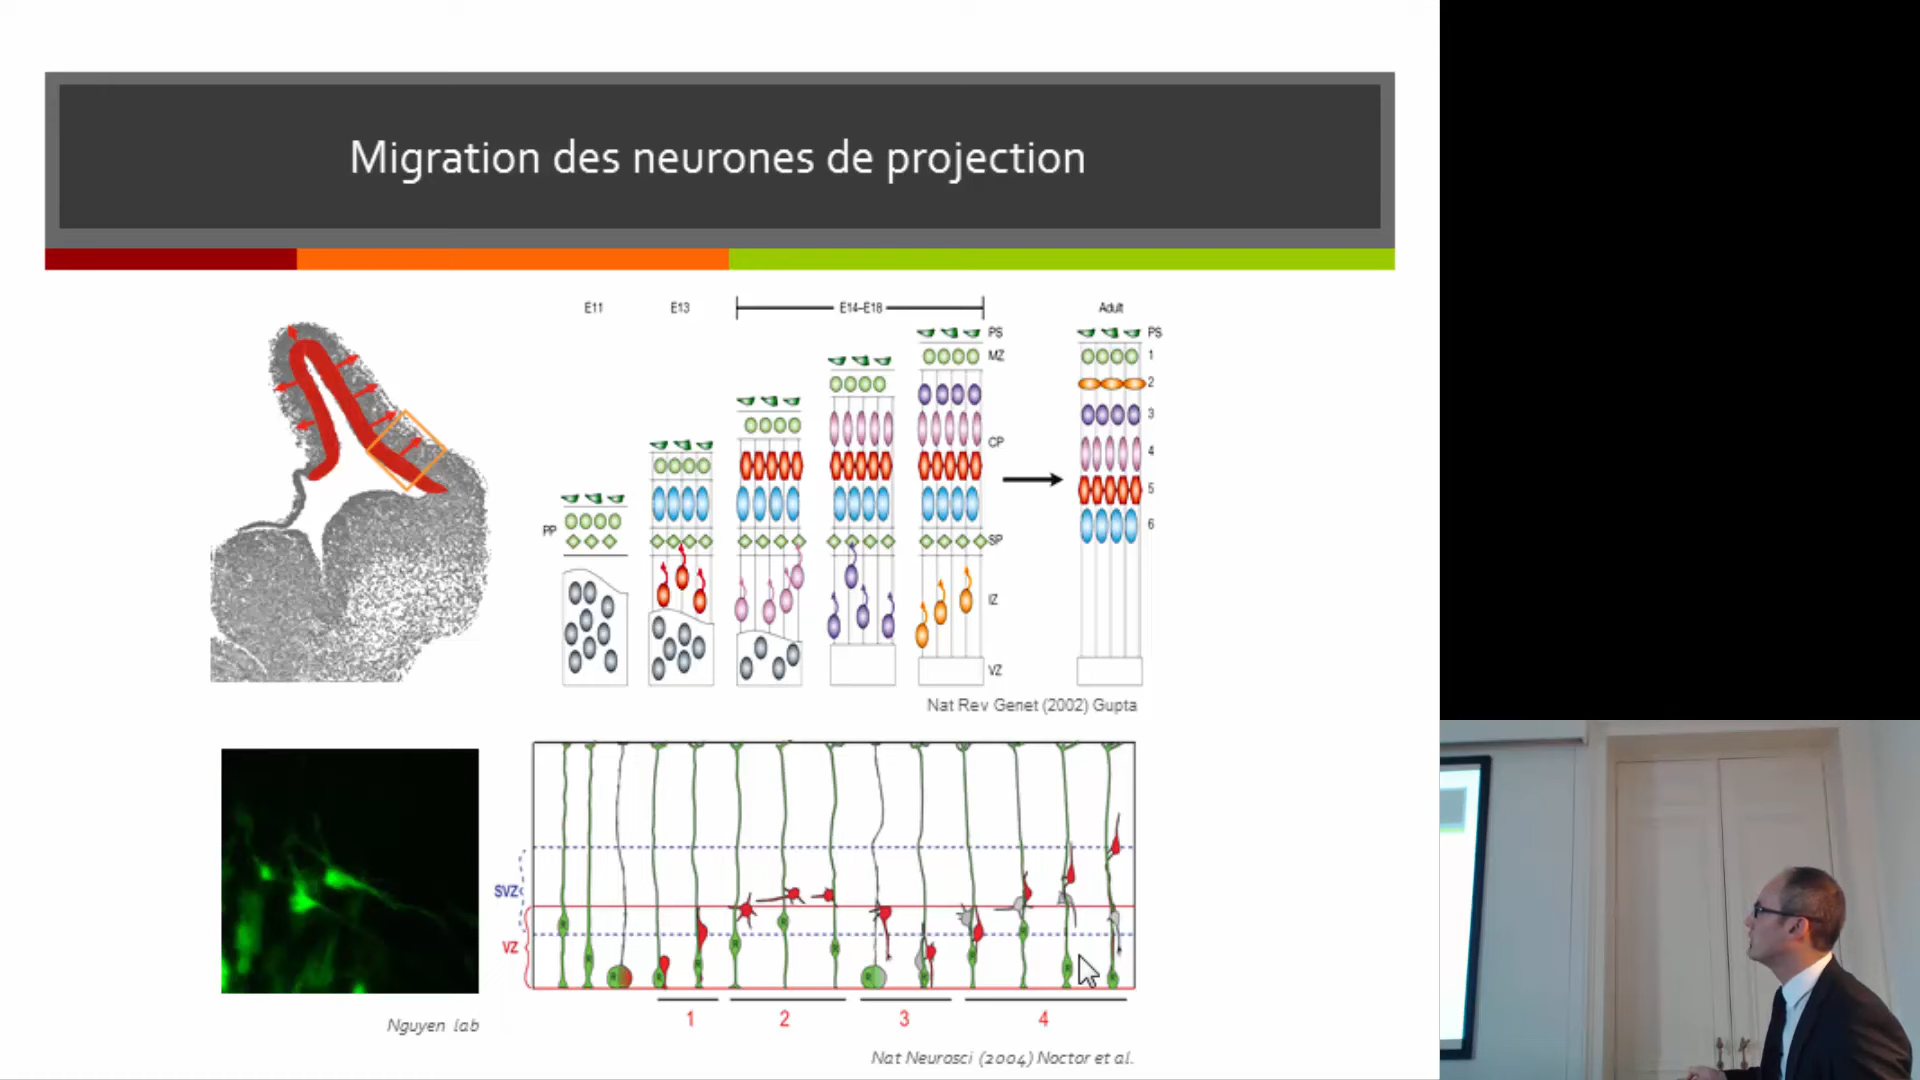 Migration des neurones de projection
E11 E13 E14–E18 Adult
PS PS
MZ 1
2
3
CP 4
5
PP SP 6
IZ
VZ
Nat Rev Genet (2002) Gupta
SVZ
VZ
R R R R R R R R R R R R R R
1 2 3 4
Nguyen lab
Nat Neurosci (2004) Noctor et al.